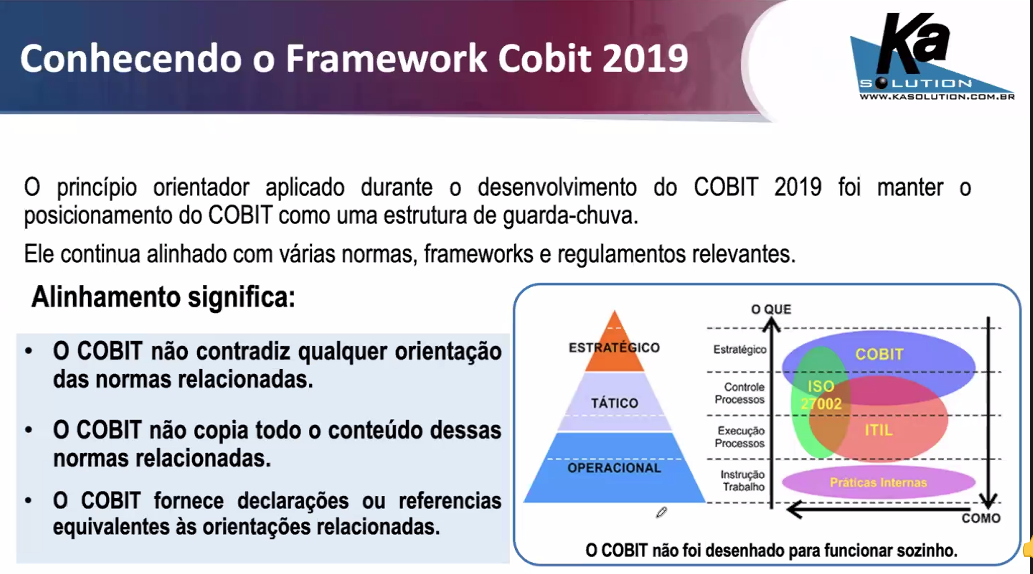 Conhecendo o Framework Cobit 2019
Ka
SOLUTION
WWW.KASOLUTION.COM.BR
O princípio orientador aplicado durante o desenvolvimento do COBIT 2019 foi manter o
posicionamento do COBIT como uma estrutura de guarda-chuva.
Ele continua alinhado com várias normas, frameworks e regulamentos relevantes.
Alinhamento significa:
• O COBIT não contradiz qualquer orientação
das normas relacionadas.
• O COBIT não copia todo o conteúdo dessas
normas relacionadas.
• O COBIT fornece declarações ou referencias
equivalentes às orientações relacionadas.
ESTRATÉGICO
TÁTICO
OPERACIONAL
O QUE
Estratégico
Controle
Processos
Execução
Processos
Instrução
Trabalho
COBIT
ISO
27002
ITIL
Práticas Internas
COMO
O COBIT não foi desenhado para funcionar sozinho.